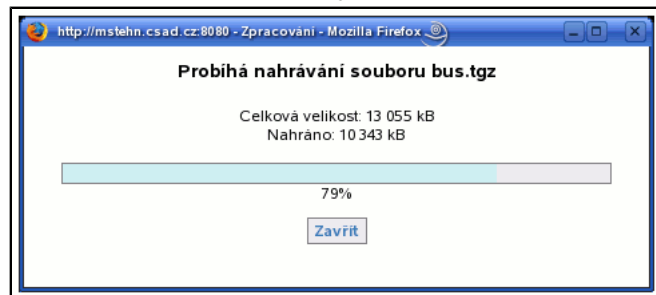 http://mstehn.csad.cz:8080 - Zpracování - Mozilla Firefox
Probíhá nahrávání souboru bus.tgz
Celková velikost: 13 055 kB
Nahráno: 10 343 kB
79%
Zavřít